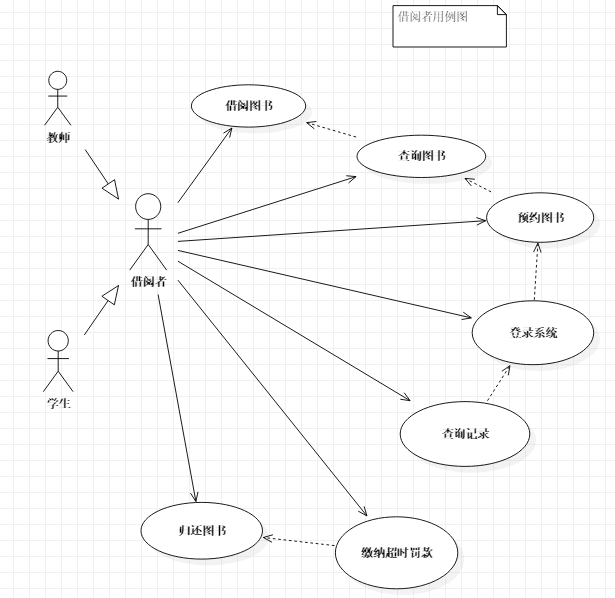 借阅者用例图
教师
借阅图书
查询图书
预约图书
借阅者
登录系统
学生
查询记录
归还图书
缴纳超时罚款